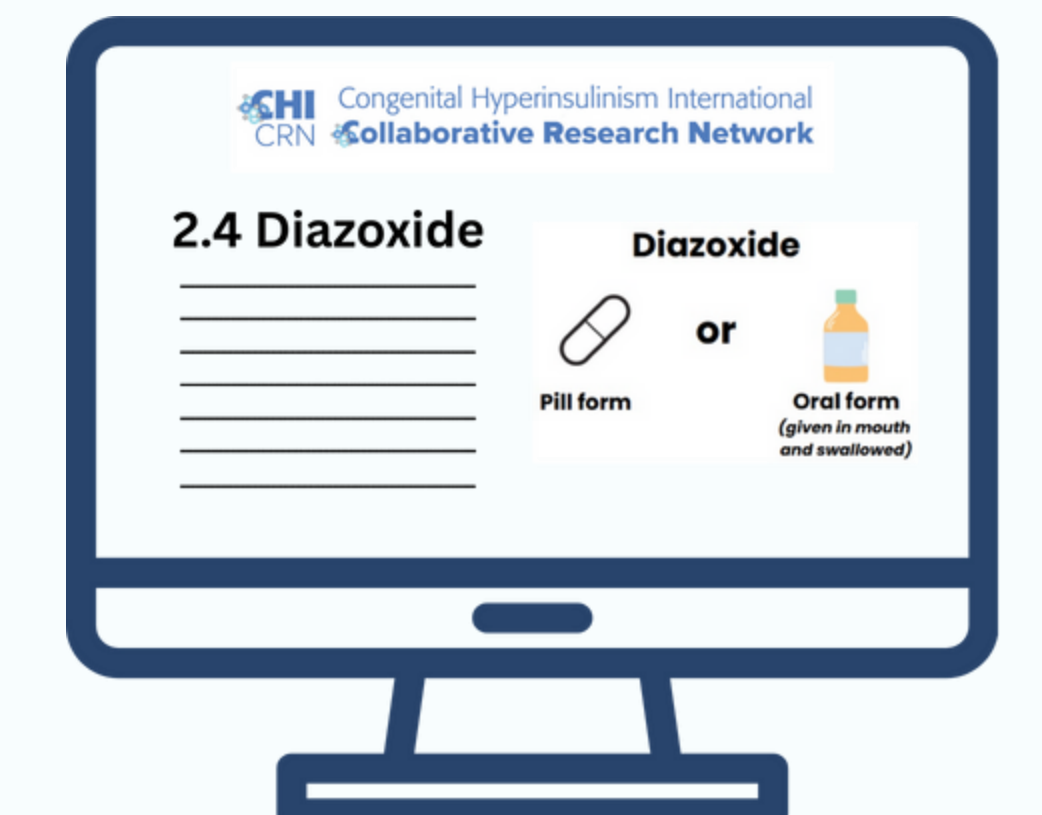 CHI Congenital Hyperinsulinism International
CRN Collaborative Research Network
2.4 Diazoxide
Diazoxide
or
Pill form
Oral form
(given in mouth
and swallowed)